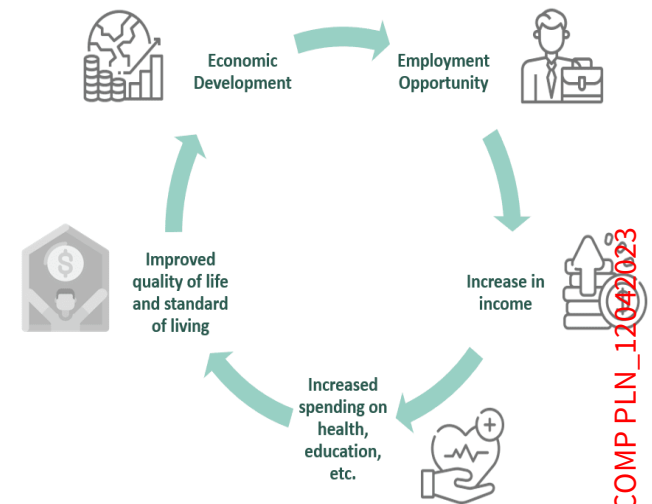 Economic
Development
Employment
Opportunity
Increase in
income
Increased
spending on
health,
education,
etc.
Improved
quality of life
and standard
of living
COMP PLN_12042023